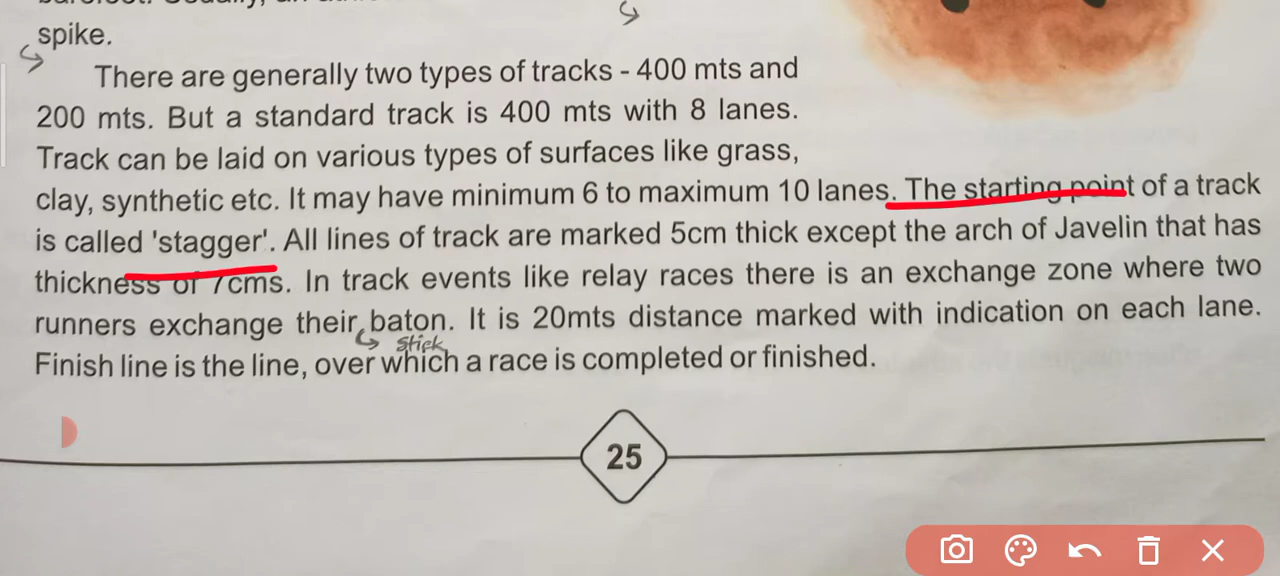 spike.
There are generally two types of tracks - 400 mts and
200 mts. But a standard track is 400 mts with 8 lanes.
Track can be laid on various types of surfaces like grass,
clay, synthetic etc. It may have minimum 6 to maximum 10 lanes. The starting point of a track
is called 'stagger'. All lines of track are marked 5cm thick except the arch of Javelin that has
thickness of 7cms. In track events like relay races there is an exchange zone where two
runners exchange their baton. It is 20mts distance marked with indication on each lane.
stick
Finish line is the line, over which a race is completed or finished.
25